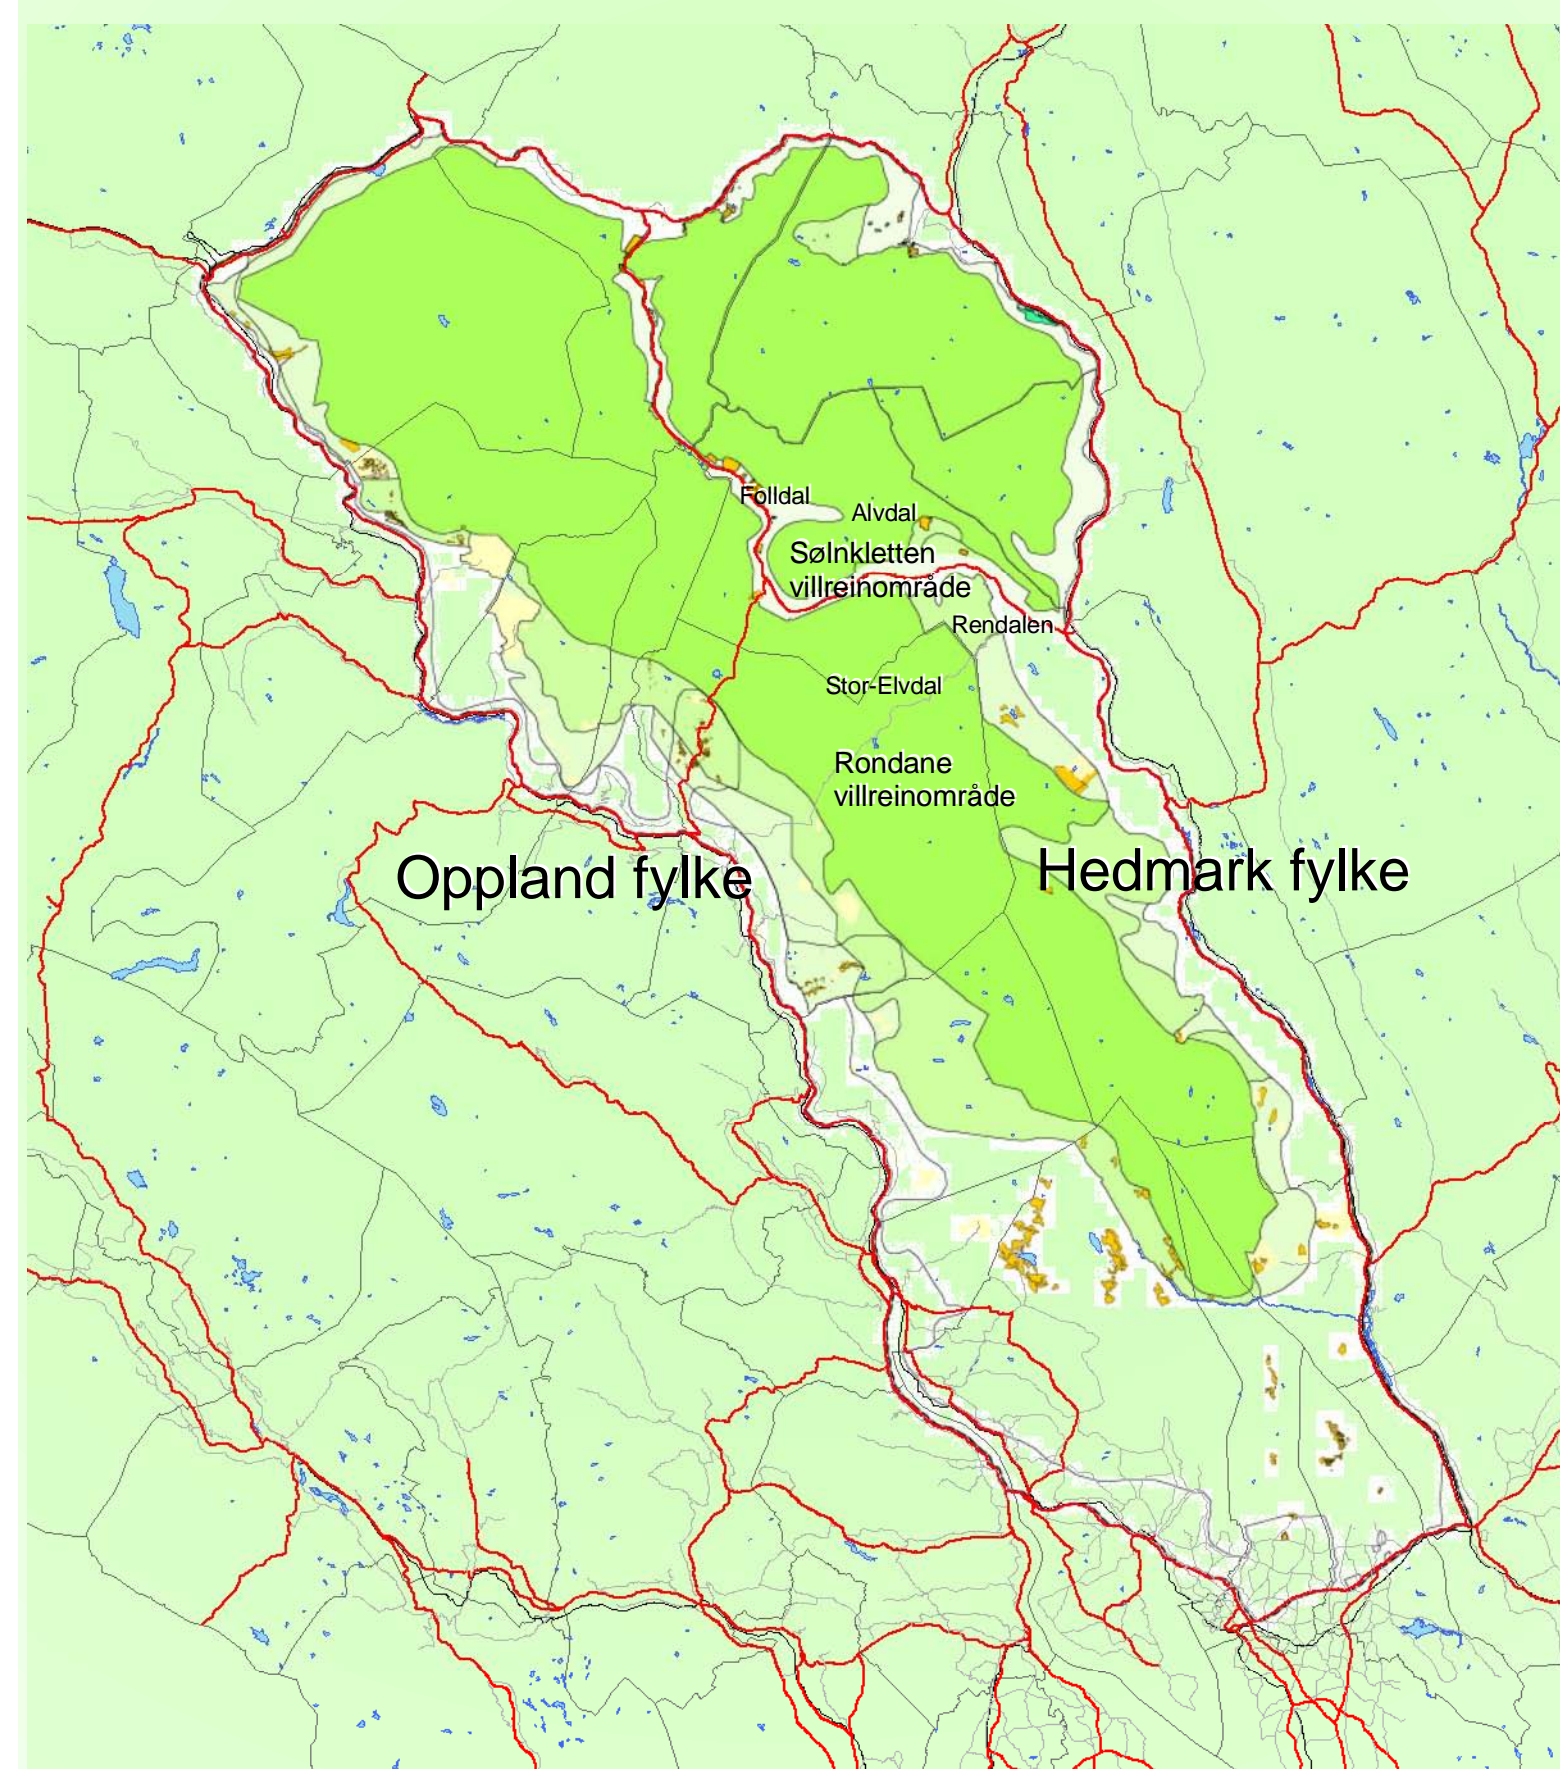 Folldal
Alvdal
Sølnkletten
villreinområde
Rendalen
Stor-Elvdal
Rondane
villreinområde
Oppland fylke
Hedmark fylke